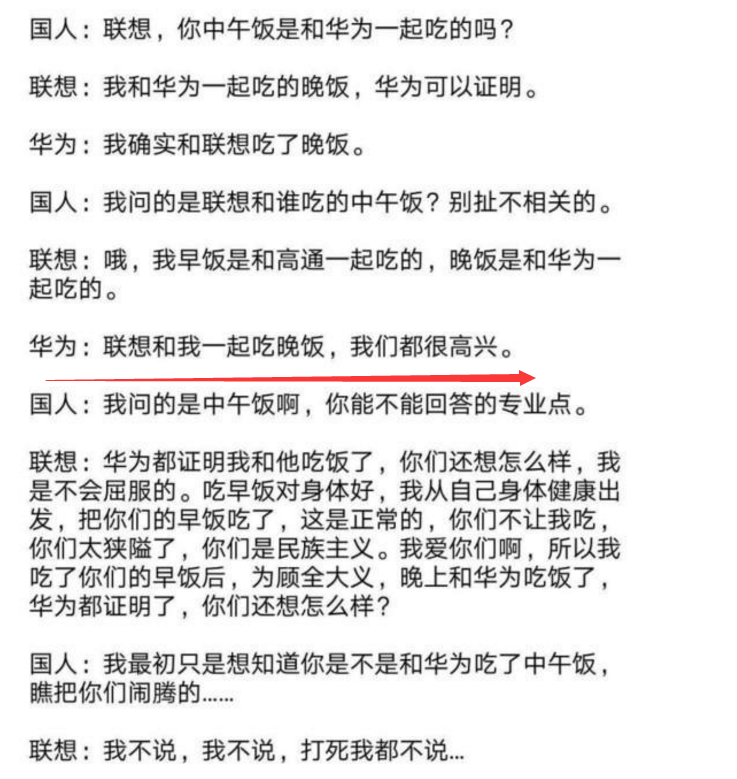 国人：联想，你中午饭是和华为一起吃的吗？
联想：我和华为一起吃的晚饭，华为可以证明。
华为：我确实和联想吃了晚饭。
国人：我问的是联想和谁吃的中午饭？别扯不相关的。
联想：哦，我早饭是和高通一起吃的，晚饭是和华为一
起吃的。
华为：联想和我一起吃晚饭，我们都很高兴。
国人：我问的是中午饭啊，你能不能回答的专业点。
联想：华为都证明我和他吃饭了，你们还想怎么样，我
是不会屈服的。吃早饭对身体好，我从自己身体健康出
发，把你们的早饭吃了，这是正常的，你们不让我吃，
你们太狭隘了，你们是民族主义。我爱你们啊，所以我
吃了你们的早饭后，为顾全大义，晚上和华为吃饭了，
华为都证明了，你们还想怎么样？
国人：我最初只是想知道你是不是和华为吃了中午饭，
瞧把你们闹腾的......
联想：我不说，我不说，打死我都不说...